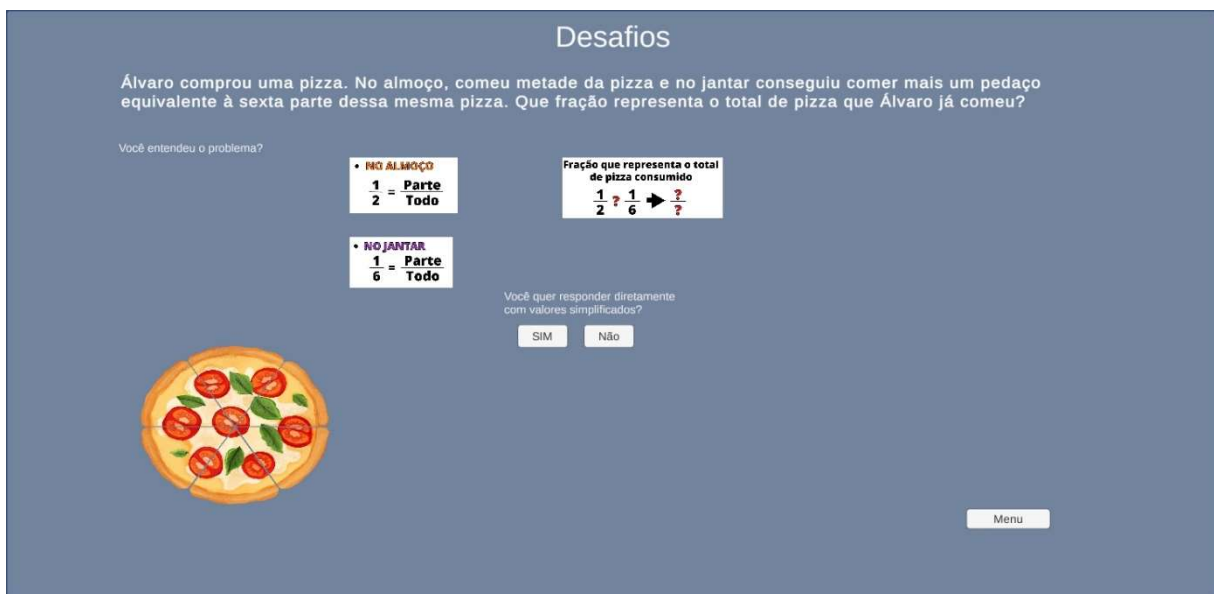 Desafios
Álvaro comprou uma pizza. No almoço, comeu metade da pizza e no jantar conseguiu comer mais um pedaço
equivalente à sexta parte dessa mesma pizza. Que fração representa o total de pizza que Álvaro já comeu?
Você entendeu o problema?
• NO ALMOÇO
1/2 = Parte/Todo
Fração que representa o total
de pizza consumido
1/2 ? 1/6 ➡ ?/?
• NO JANTAR
1/6 = Parte/Todo
Você quer responder diretamente
com valores simplificados?
SIM Não
Menu